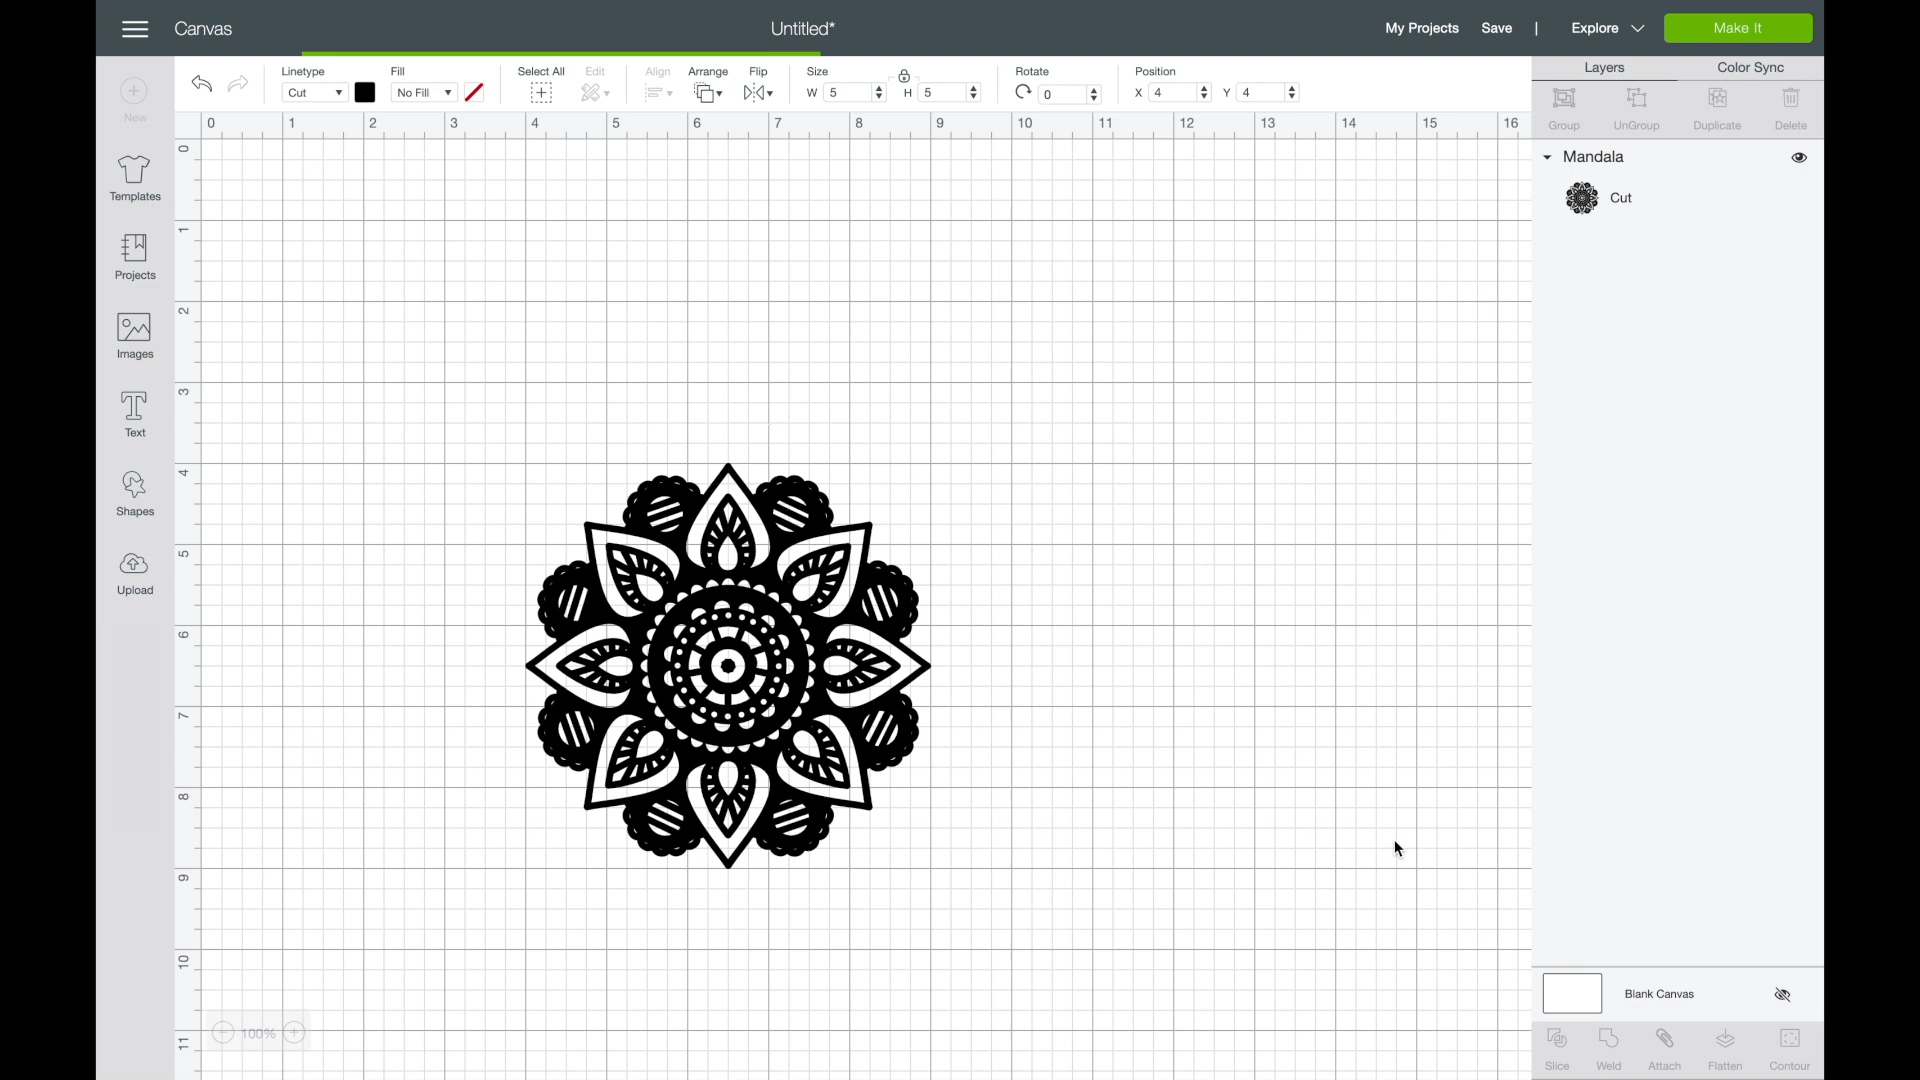 Canvas Untitled* My Projects Save | Explore Make It
Linetype Fill Select All Edit Align Arrange Flip Size Rotate Position Layers Color Sync
Cut No Fill W 5 H 5 0 X 4 Y 4
New Group UnGroup Duplicate Delete
0 1 2 3 4 5 6 7 8 9 10 11 12 13 14 15 16
Mandala
Cut
Templates
Projects
Images
Text
Shapes
Upload
0
1
2
3
4
5
6
7
8
9
10
11
100%
Blank Canvas
Slice Weld Attach Flatten Contour